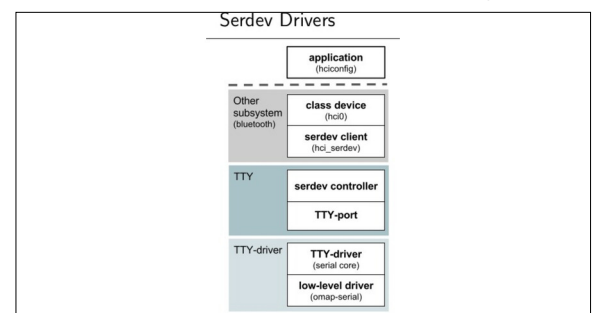 Serdev Drivers
application
(hciconfig)
Other
subsystem
(bluetooth)
class device
(hci0)
serdev client
(hci_serdev)
TTY
serdev controller
TTY-port
TTY-driver
TTY-driver
(serial core)
low-level driver
(omap-serial)